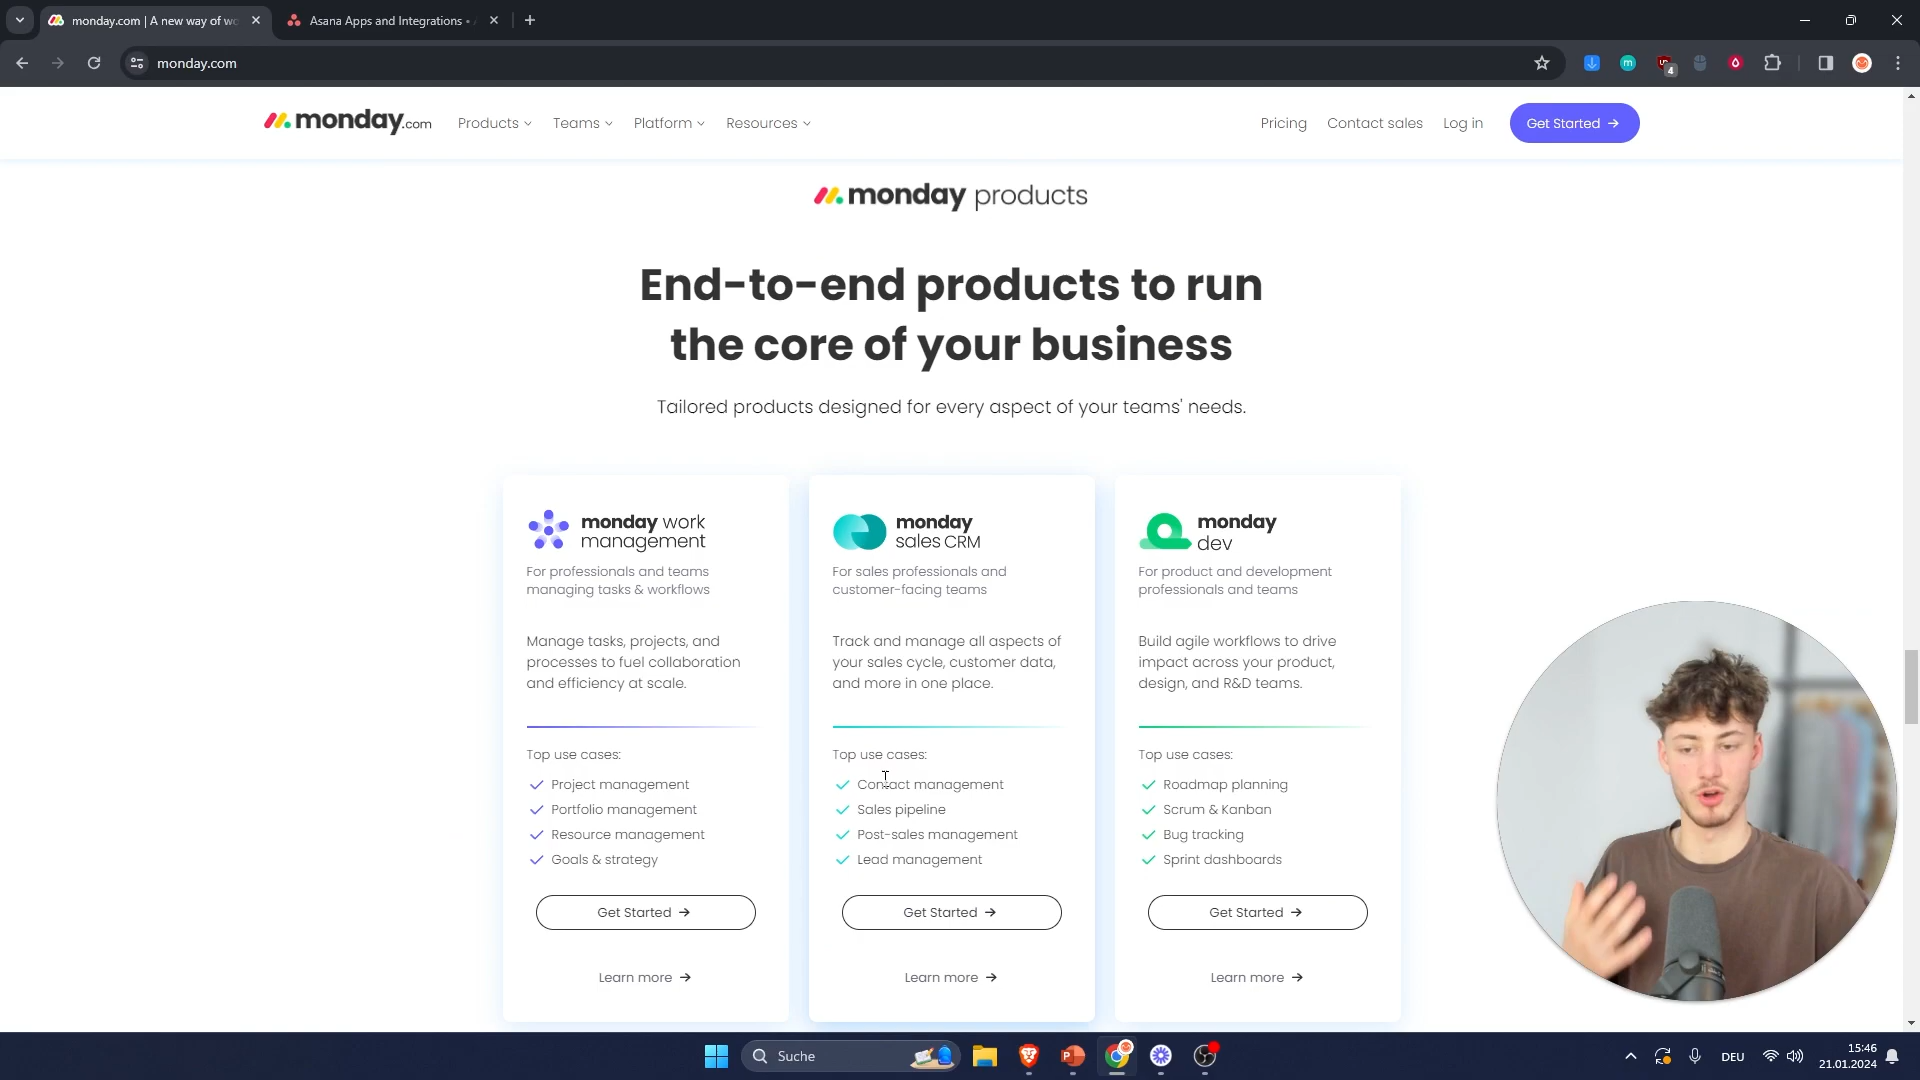 monday.com | A new way of wo
Asana Apps and Integrations •
monday.com
4
monday.com
Products
Teams
Platform
Resources
Pricing
Contact sales
Log in
Get Started →
monday products
End-to-end products to run
the core of your business
Tailored products designed for every aspect of your teams' needs.
monday work
management
For professionals and teams
managing tasks & workflows
Manage tasks, projects, and
processes to fuel collaboration
and efficiency at scale.
Top use cases:
Project management
Portfolio management
Resource management
Goals & strategy
Get Started →
Learn more →
monday
sales CRM
For sales professionals and
customer-facing teams
Track and manage all aspects of
your sales cycle, customer data,
and more in one place.
Top use cases:
Contact management
Sales pipeline
Post-sales management
Lead management
Get Started →
Learn more →
monday
dev
For product and development
professionals and teams
Build agile workflows to drive
impact across your product,
design, and R&D teams.
Top use cases:
Roadmap planning
Scrum & Kanban
Bug tracking
Sprint dashboards
Get Started →
Learn more →
Suche
DEU
15:46
21.01.2024